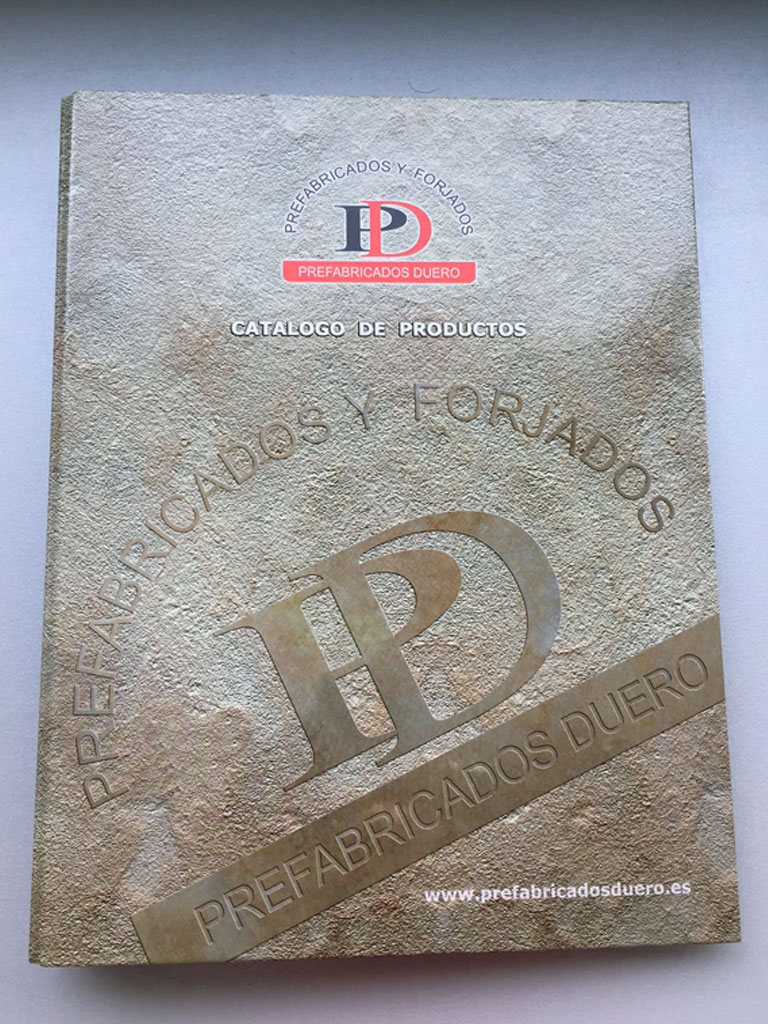 PREFABRICADOS Y FORJADOS
PD
PREFABRICADOS DUERO
CATALOGO DE PRODUCTOS
PREFABRICADOS Y FORJADOS
PD
PREFABRICADOS DUERO
www.prefabricadosduero.es